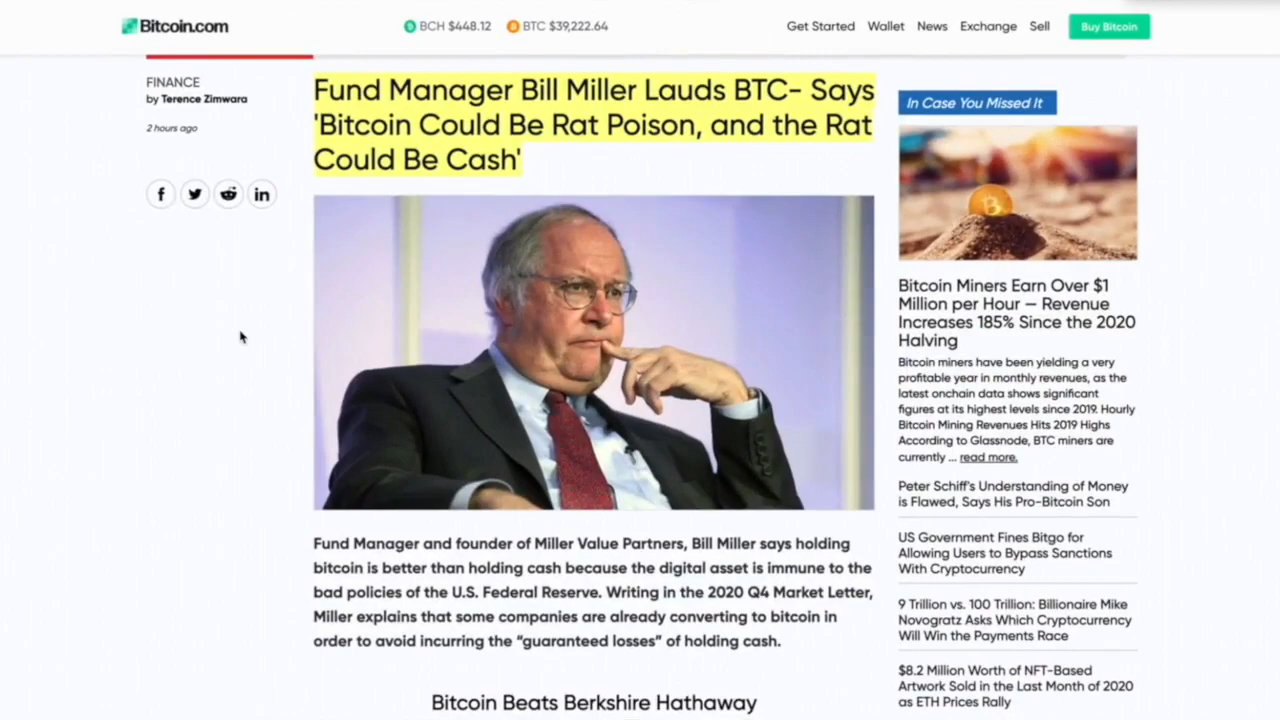 Bitcoin.com
BCH $448.12
BTC $39,222.64
Get Started
Wallet
News
Exchange
Sell
Buy Bitcoin
FINANCE
by Terence Zimwara
2 hours ago
Fund Manager Bill Miller Lauds BTC- Says
'Bitcoin Could Be Rat Poison, and the Rat
Could Be Cash'
Fund Manager and founder of Miller Value Partners, Bill Miller says holding
bitcoin is better than holding cash because the digital asset is immune to the
bad policies of the U.S. Federal Reserve. Writing in the 2020 Q4 Market Letter,
Miller explains that some companies are already converting to bitcoin in
order to avoid incurring the “guaranteed losses” of holding cash.
Bitcoin Beats Berkshire Hathaway
In Case You Missed It
Bitcoin Miners Earn Over $1
Million per Hour — Revenue
Increases 185% Since the 2020
Halving
Bitcoin miners have been yielding a very
profitable year in monthly revenues, as the
latest onchain data shows significant
figures at its highest levels since 2019. Hourly
Bitcoin Mining Revenues Hits 2019 Highs
According to Glassnode, BTC miners are
currently ... read more.
Peter Schiff's Understanding of Money
is Flawed, Says His Pro-Bitcoin Son
US Government Fines Bitgo for
Allowing Users to Bypass Sanctions
With Cryptocurrency
9 Trillion vs. 100 Trillion: Billionaire Mike
Novogratz Asks Which Cryptocurrency
Will Win the Payments Race
$8.2 Million Worth of NFT-Based
Artwork Sold in the Last Month of 2020
as ETH Prices Rally